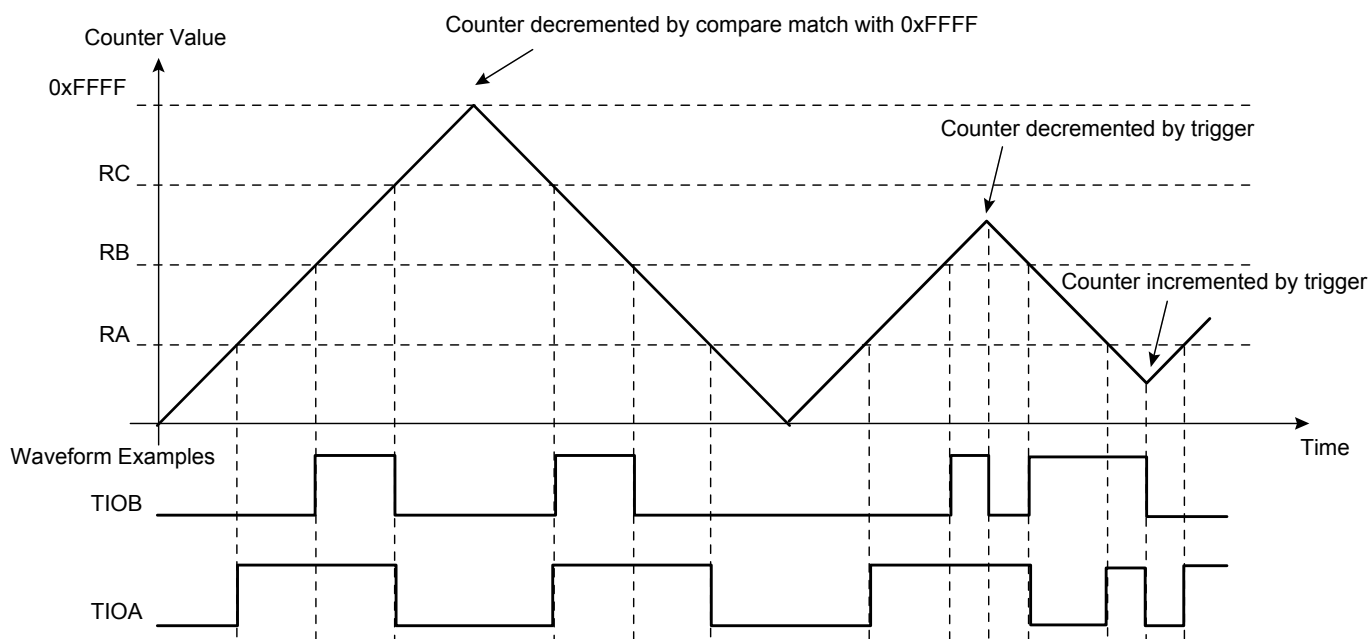 Counter decremented by compare match with 0xFFFF
Counter Value
0xFFFF
Counter decremented by trigger
RC
RB
Counter incremented by trigger
RA
Time
Waveform Examples
TIOB
TIOA